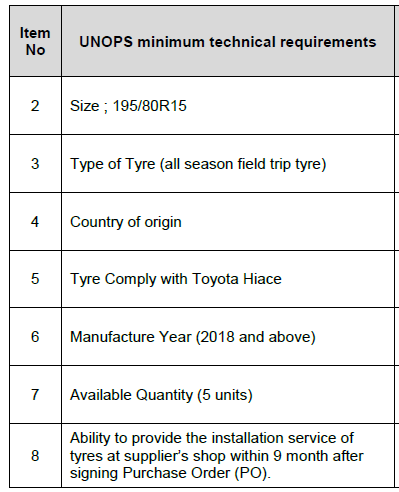 Item
No
UNOPS minimum technical requirements
2 Size ; 195/80R15
3 Type of Tyre (all season field trip tyre)
4 Country of origin
5 Tyre Comply with Toyota Hiace
6 Manufacture Year (2018 and above)
7 Available Quantity (5 units)
8 Ability to provide the installation service of
tyres at supplier's shop within 9 month after
signing Purchase Order (PO).